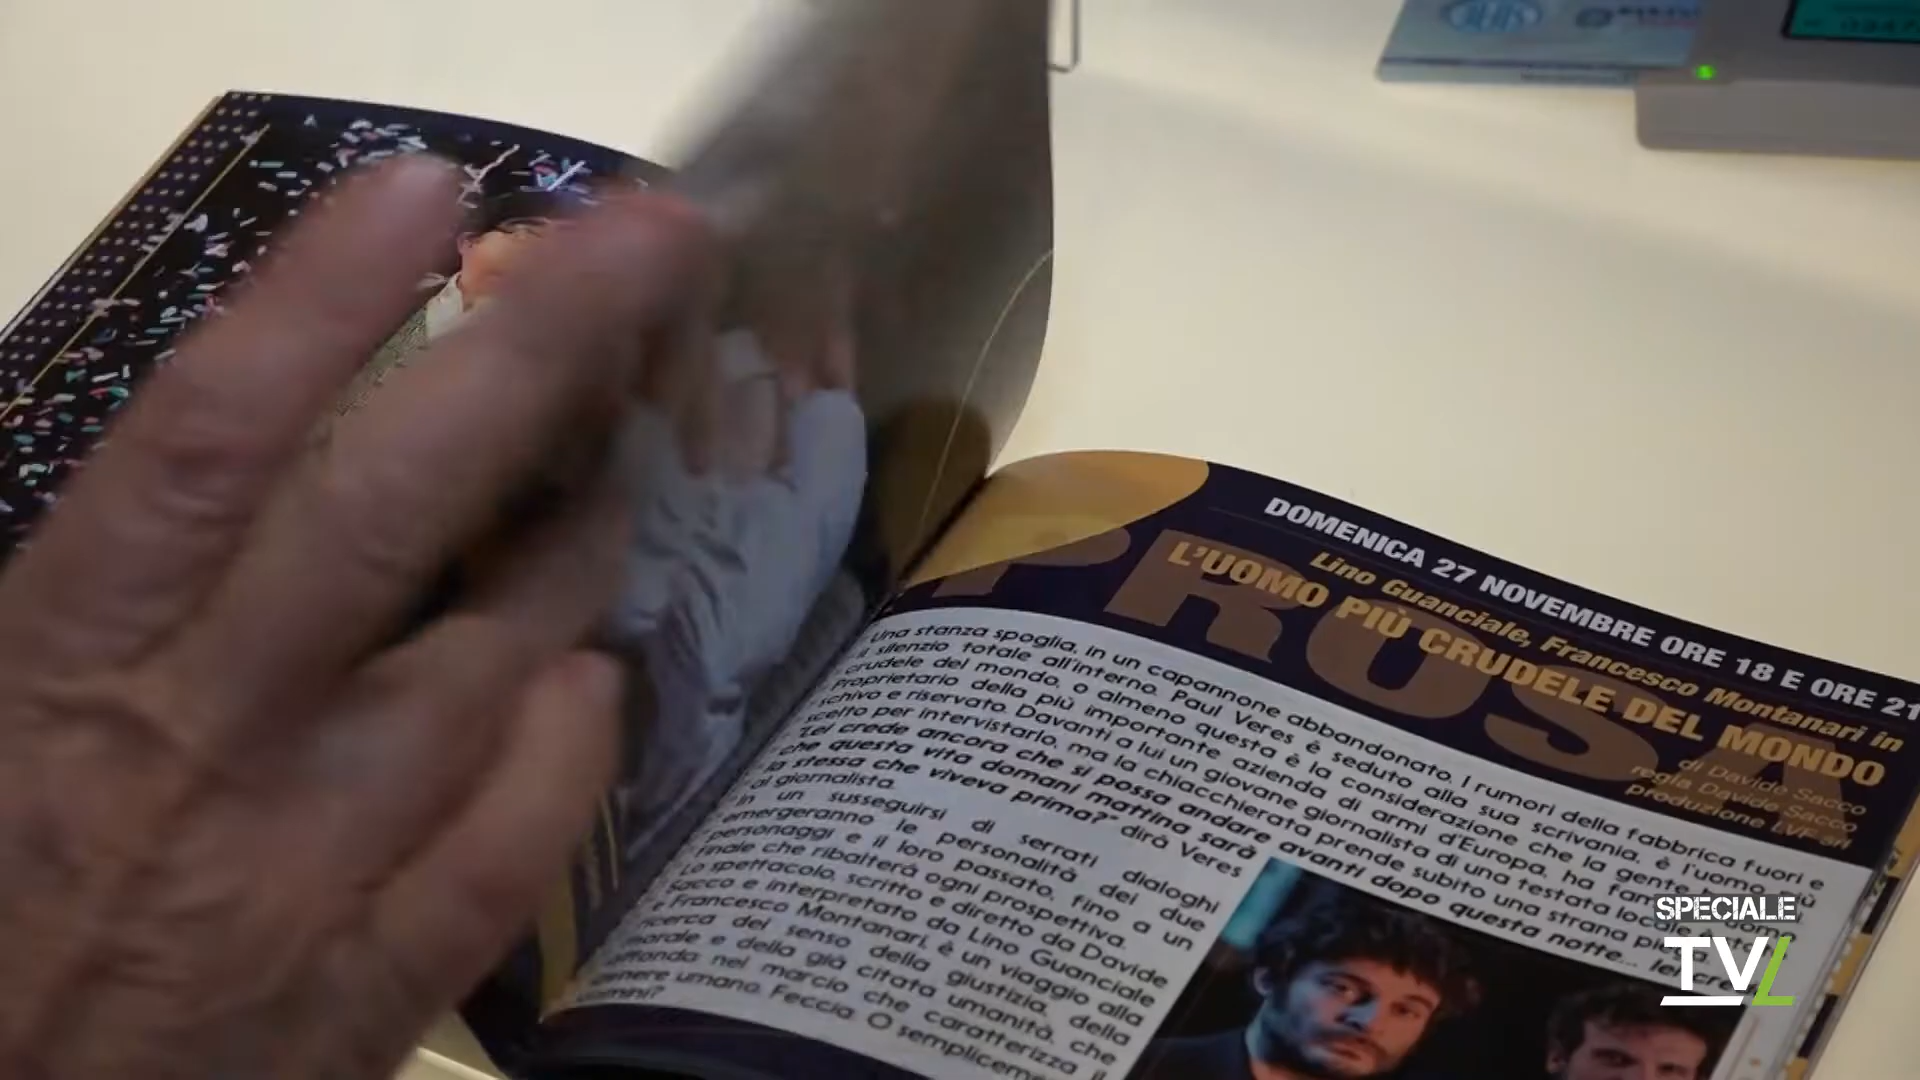 DOMENICA 27 NOVEMBRE ORE 18 E ORE 21
Lino Guanciale, Francesco Montanari in
L'UOMO PIÙ CRUDELE DEL MONDO
PROSA
di Davide Sacco
regia Davide Sacco
produzione LVF srl
Una stanza spoglia, in un capannone abbandonato. I rumori della fabbrica fuori e
il silenzio totale all'interno. Paul Veres è seduto alla sua scrivania, è l'uomo più
crudele del mondo, o almeno questa è la considerazione che la gente ha
Proprietario della più importante azienda di armi d'Europa, ha fama uomo
schivo e riservato. Davanti a lui un giovane giornalista di una testata locale
scelto per intervistarlo, ma la chiacchierata prende subito una strana
"Lei crede ancora che si possa andare avanti dopo questa notte... lei
che questa vita domani mattina sarà
la stessa che viveva prima?" dirà Veres
al giornalista.
In un susseguirsi di serrati dialoghi
emergeranno le personalità dei due
personaggi e il loro passato, fino a un
finale che ribalterà ogni prospettiva.
Lo spettacolo, scritto e diretto da Davide
Sacco e interpretato da Lino Guanciale
e Francesco Montanari, è un viaggio alla
ricerca del senso della giustizia, della
morale e della già citata umanità, che
affonda nel marcio che caratterizza il
genere umano. Feccia. O semplicemente
uomini?
SPECIALE
TVL